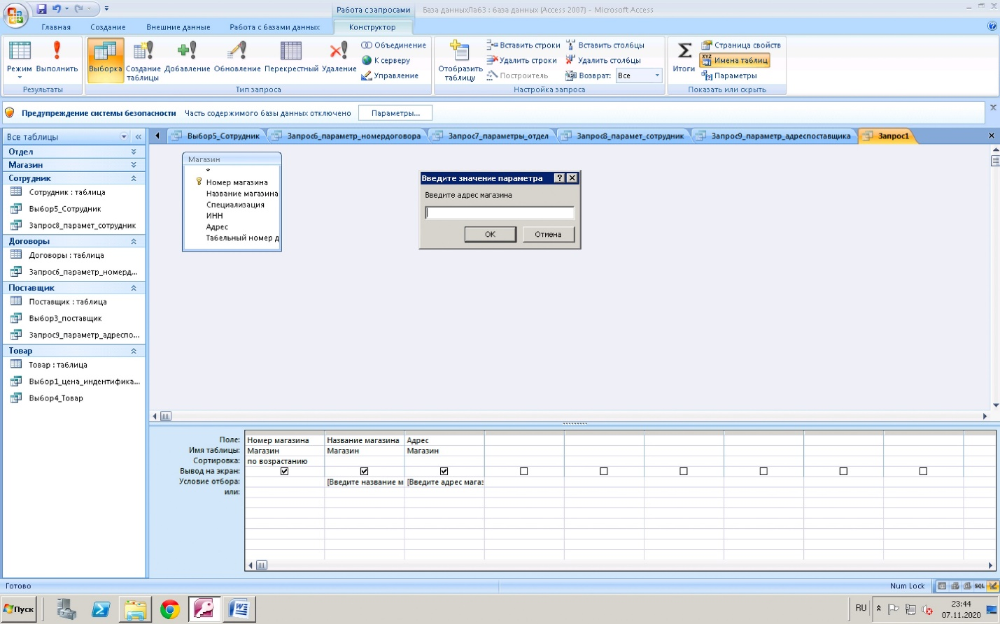 Работа с запросами
База данныхЛаб3 : база данных (Access 2007) - Microsoft Access
Главная Создание Внешние данные Работа с базами данных Конструктор
Режим Выполнить
Результаты
Выборка Создание таблицы Добавление Обновление Перекрестный Удаление
Объединение
К серверу
Управление
Тип запроса
Отобразить таблицу
Вставить строки
Удалить строки
Построитель
Вставить столбцы
Удалить столбцы
Возврат: Все
Настройка запроса
Итоги
Страница свойств
Имена таблиц
Параметры
Показать или скрыть
Предупреждение системы безопасности Часть содержимого базы данных отключено Параметры...
Все таблицы
Отдел
Магазин
Сотрудник
Сотрудник : таблица
Выбор5_Сотрудник
Запрос8_парамет_сотрудник
Договоры
Договоры : таблица
Запрос6_параметр_номерд...
Поставщик
Поставщик : таблица
Выбор3_поставщик
Запрос9_параметр_адреспо...
Товар
Товар : таблица
Выбор1_цена_индентифика...
Выбор4_Товар
Выбор5_Сотрудник Запрос6_параметр_номердоговора Запрос7_параметры_отдел Запрос8_парамет_сотрудник Запрос9_параметр_адреспоставщика Запрос1
Магазин
*
Номер магазина
Название магазина
Специализация
ИНН
Адрес
Табельный номер д
Введите значение параметра
Введите адрес магазина
ОК Отмена
Поле: Номер магазина Название магазина Адрес
Имя таблицы: Магазин Магазин Магазин
Сортировка: по возрастанию
Вывод на экран:
Условие отбора: [Введите название м [Введите адрес магаз
или:
Готово
Num Lock
SQL
Пуск
RU
23:44
07.11.2020